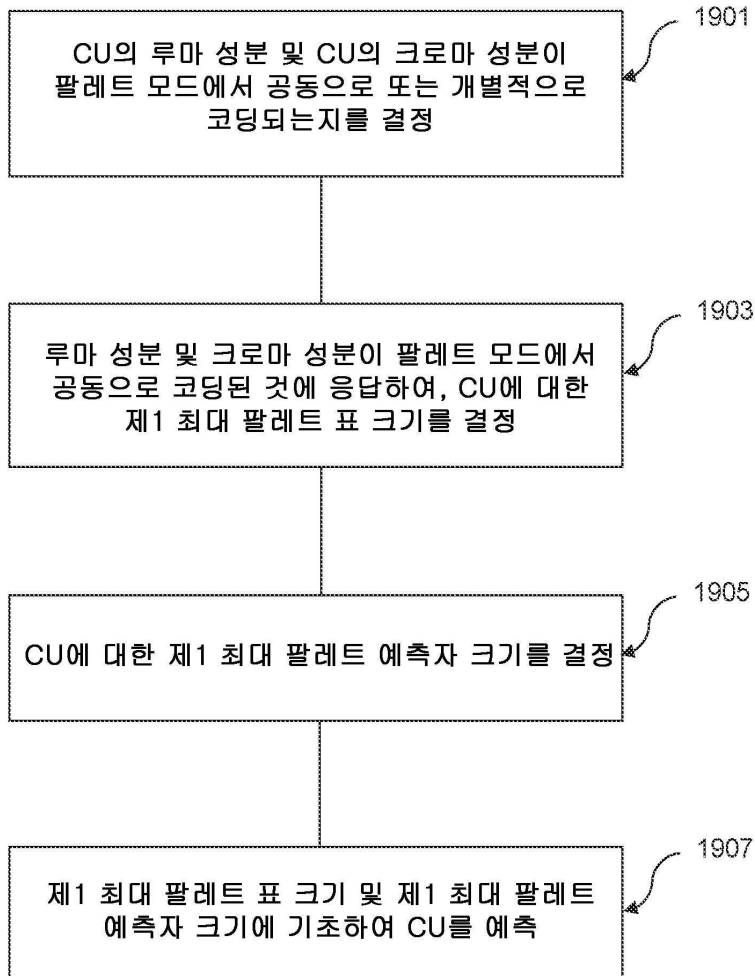 1901
CU의 루마 성분 및 CU의 크로마 성분이
팔레트 모드에서 공동으로 또는 개별적으로
코딩되는지를 결정
1903
루마 성분 및 크로마 성분이 팔레트 모드에서
공동으로 코딩된 것에 응답하여, CU에 대한
제1 최대 팔레트 표 크기를 결정
1905
CU에 대한 제1 최대 팔레트 예측자 크기를 결정
1907
제1 최대 팔레트 표 크기 및 제1 최대 팔레트
예측자 크기에 기초하여 CU를 예측